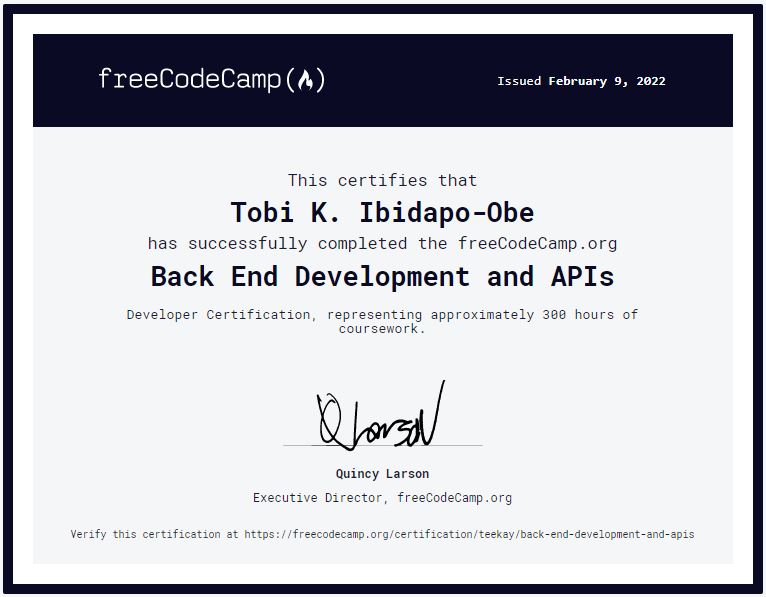 freeCodeCamp(🔥)
Issued February 9, 2022
This certifies that
Tobi K. Ibidapo-Obe
has successfully completed the freeCodeCamp.org
Back End Development and APIs
Developer Certification, representing approximately 300 hours of
coursework.
Q Larson
Quincy Larson
Executive Director, freeCodeCamp.org
Verify this certification at https://freecodecamp.org/certification/teekay/back-end-development-and-apis